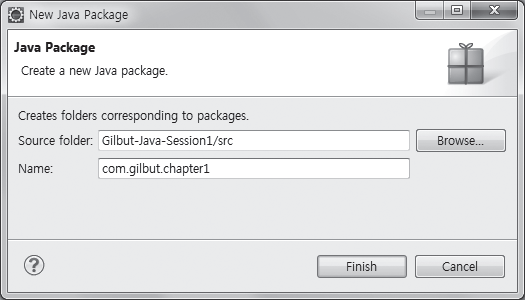 New Java Package
Java Package
Create a new Java package.
Creates folders corresponding to packages.
Source folder: Gilbut-Java-Session1/src Browse...
Name: com.gilbut.chapter1
? Finish Cancel